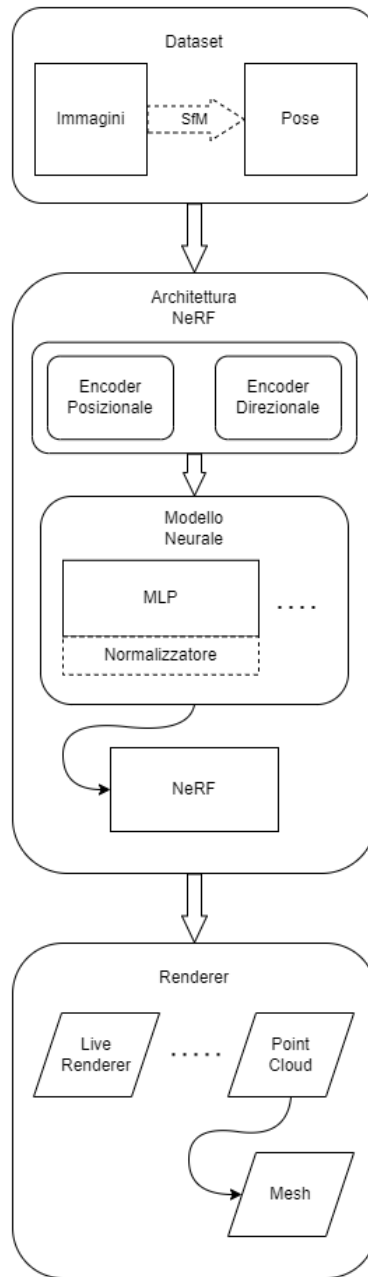 Dataset
Immagini
SfM
Pose
Architettura
NeRF
Encoder
Posizionale
Encoder
Direzionale
Modello
Neurale
MLP
. . . .
Normalizzatore
NeRF
Renderer
Live
Renderer
. . . . .
Point
Cloud
Mesh